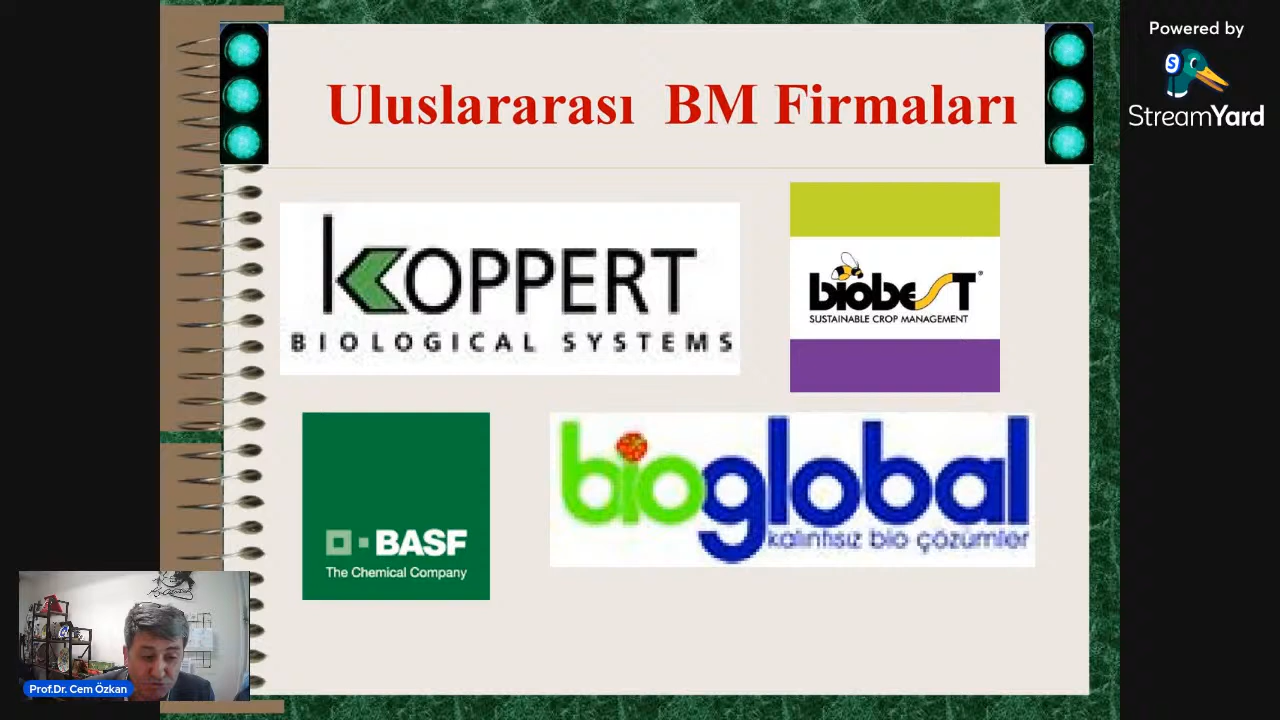 Uluslararası BM Firmaları
Powered by
S
StreamYard
KOPPERT
BIOLOGICAL SYSTEMS
biobest®
SUSTAINABLE CROP MANAGEMENT
BASF
The Chemical Company
bioglobal
kalıntısız bio çözümler
Prof.Dr. Cem Özkan